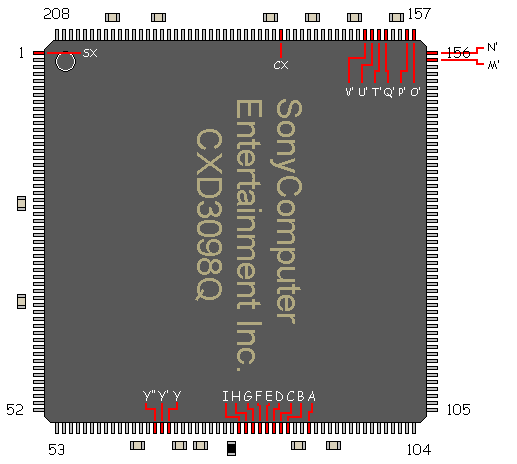 208
157
1
SX
CX
156
N'
M'
V' U' T' Q' P' O'
SonyComputer
Entertainment Inc.
CXD3098Q
Y" Y' Y
I H G F E D C B A
52
105
53
104